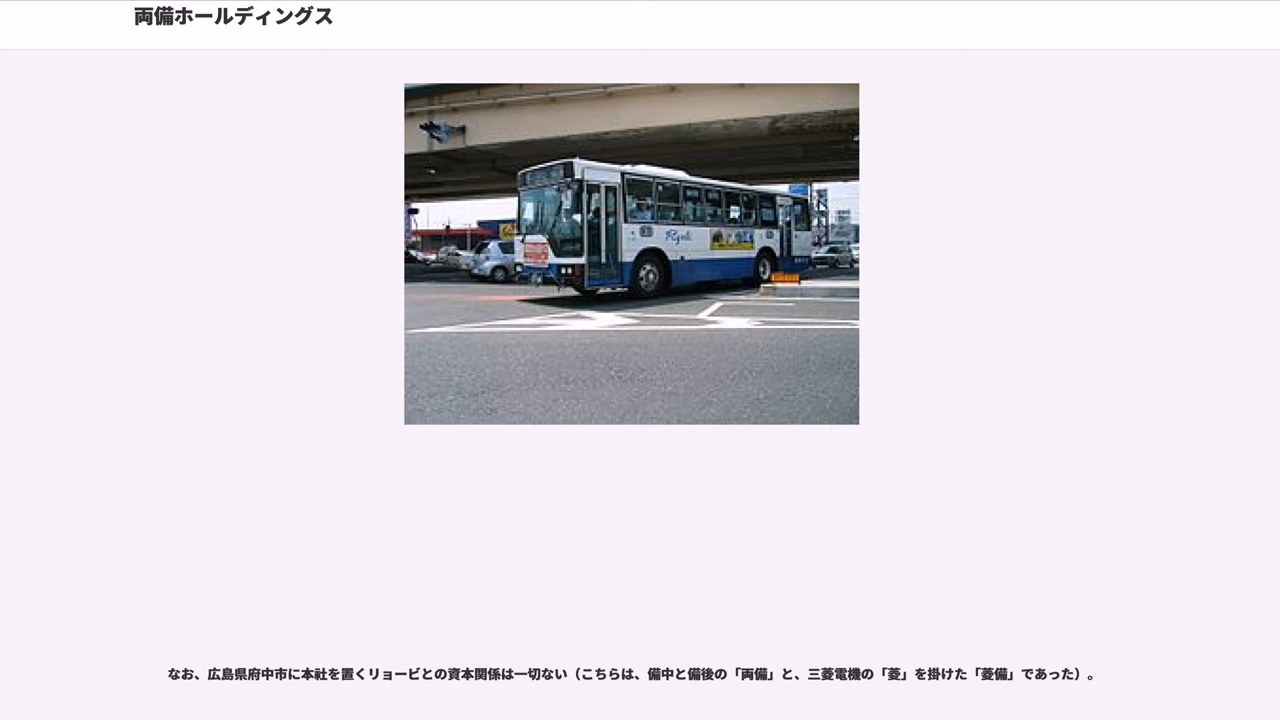 両備ホールディングス
Ryobi
なお、広島県府中市に本社を置くリョービとの資本関係は一切ない（こちらは、備中と備後の「両備」と、三菱電機の「菱」を掛けた「菱備」であった）。